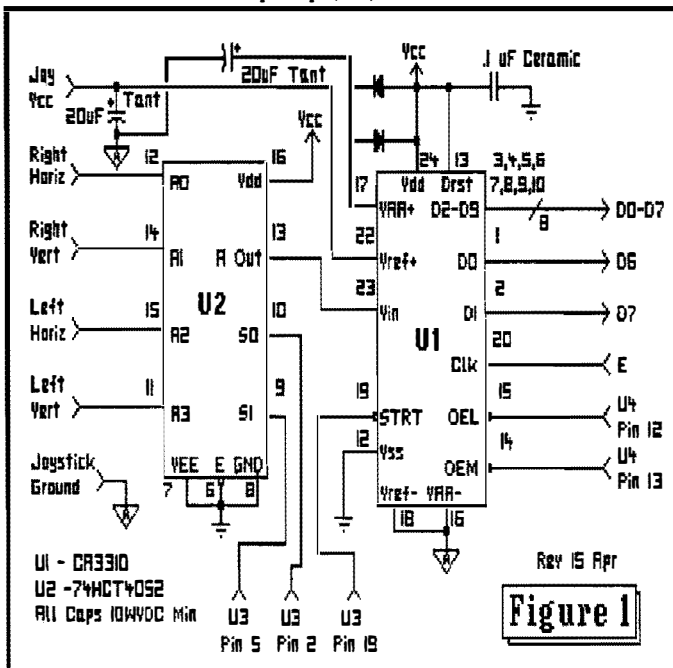 Joy Vcc
20uF Tant
20uF Tant
Vcc
.1 uF Ceramic
Vcc
Right Horiz
12
A0
16
Vdd
24
13
3,4,5,6
7,8,9,10
17
Vdd
Drst
VAA+
D2-D9
8
D0-D7
Right Vert
14
A1
13
A Out
22
Vref+
1
D0
D6
U2
23
Vin
2
D1
D7
Left Horiz
15
A2
10
S0
U1
20
Clk
E
Left Vert
11
A3
9
S1
19
STRT
15
OEL
U4 Pin 12
12
Vss
14
OEM
U4 Pin 13
Joystick Ground
A
VEE E GND
7 6 8
Vref- VAA-
18 16
A
A
U1 - CA3310
U2 -74HCT4052
All Caps 10WVDC Min
U3 Pin 5
U3 Pin 2
U3 Pin 19
Rev 15 Apr
Figure 1